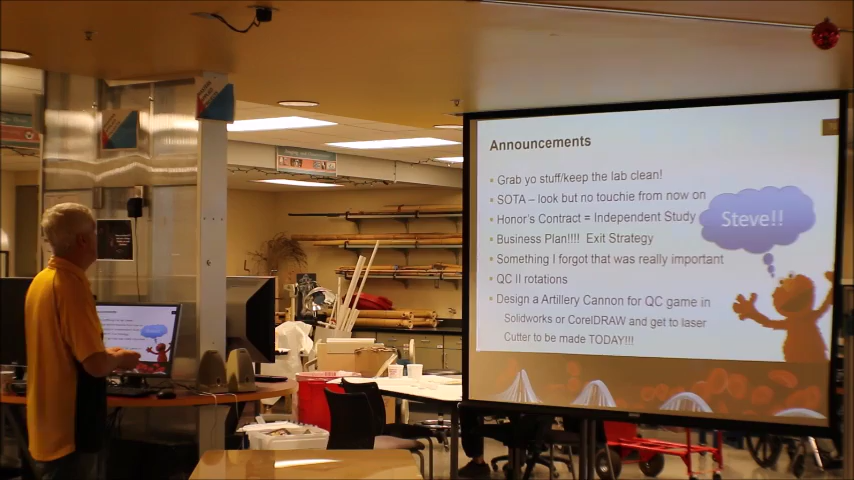 Announcements
Grab yo stuff/keep the lab clean!
SOTA – look but no touchie from now on
Honor's Contract = Independent Study
Business Plan!!!! Exit Strategy
Something I forgot that was really important
QC II rotations
Design a Artillery Cannon for QC game in
Solidworks or CorelDRAW and get to laser
Cutter to be made TODAY!!!
Steve!!